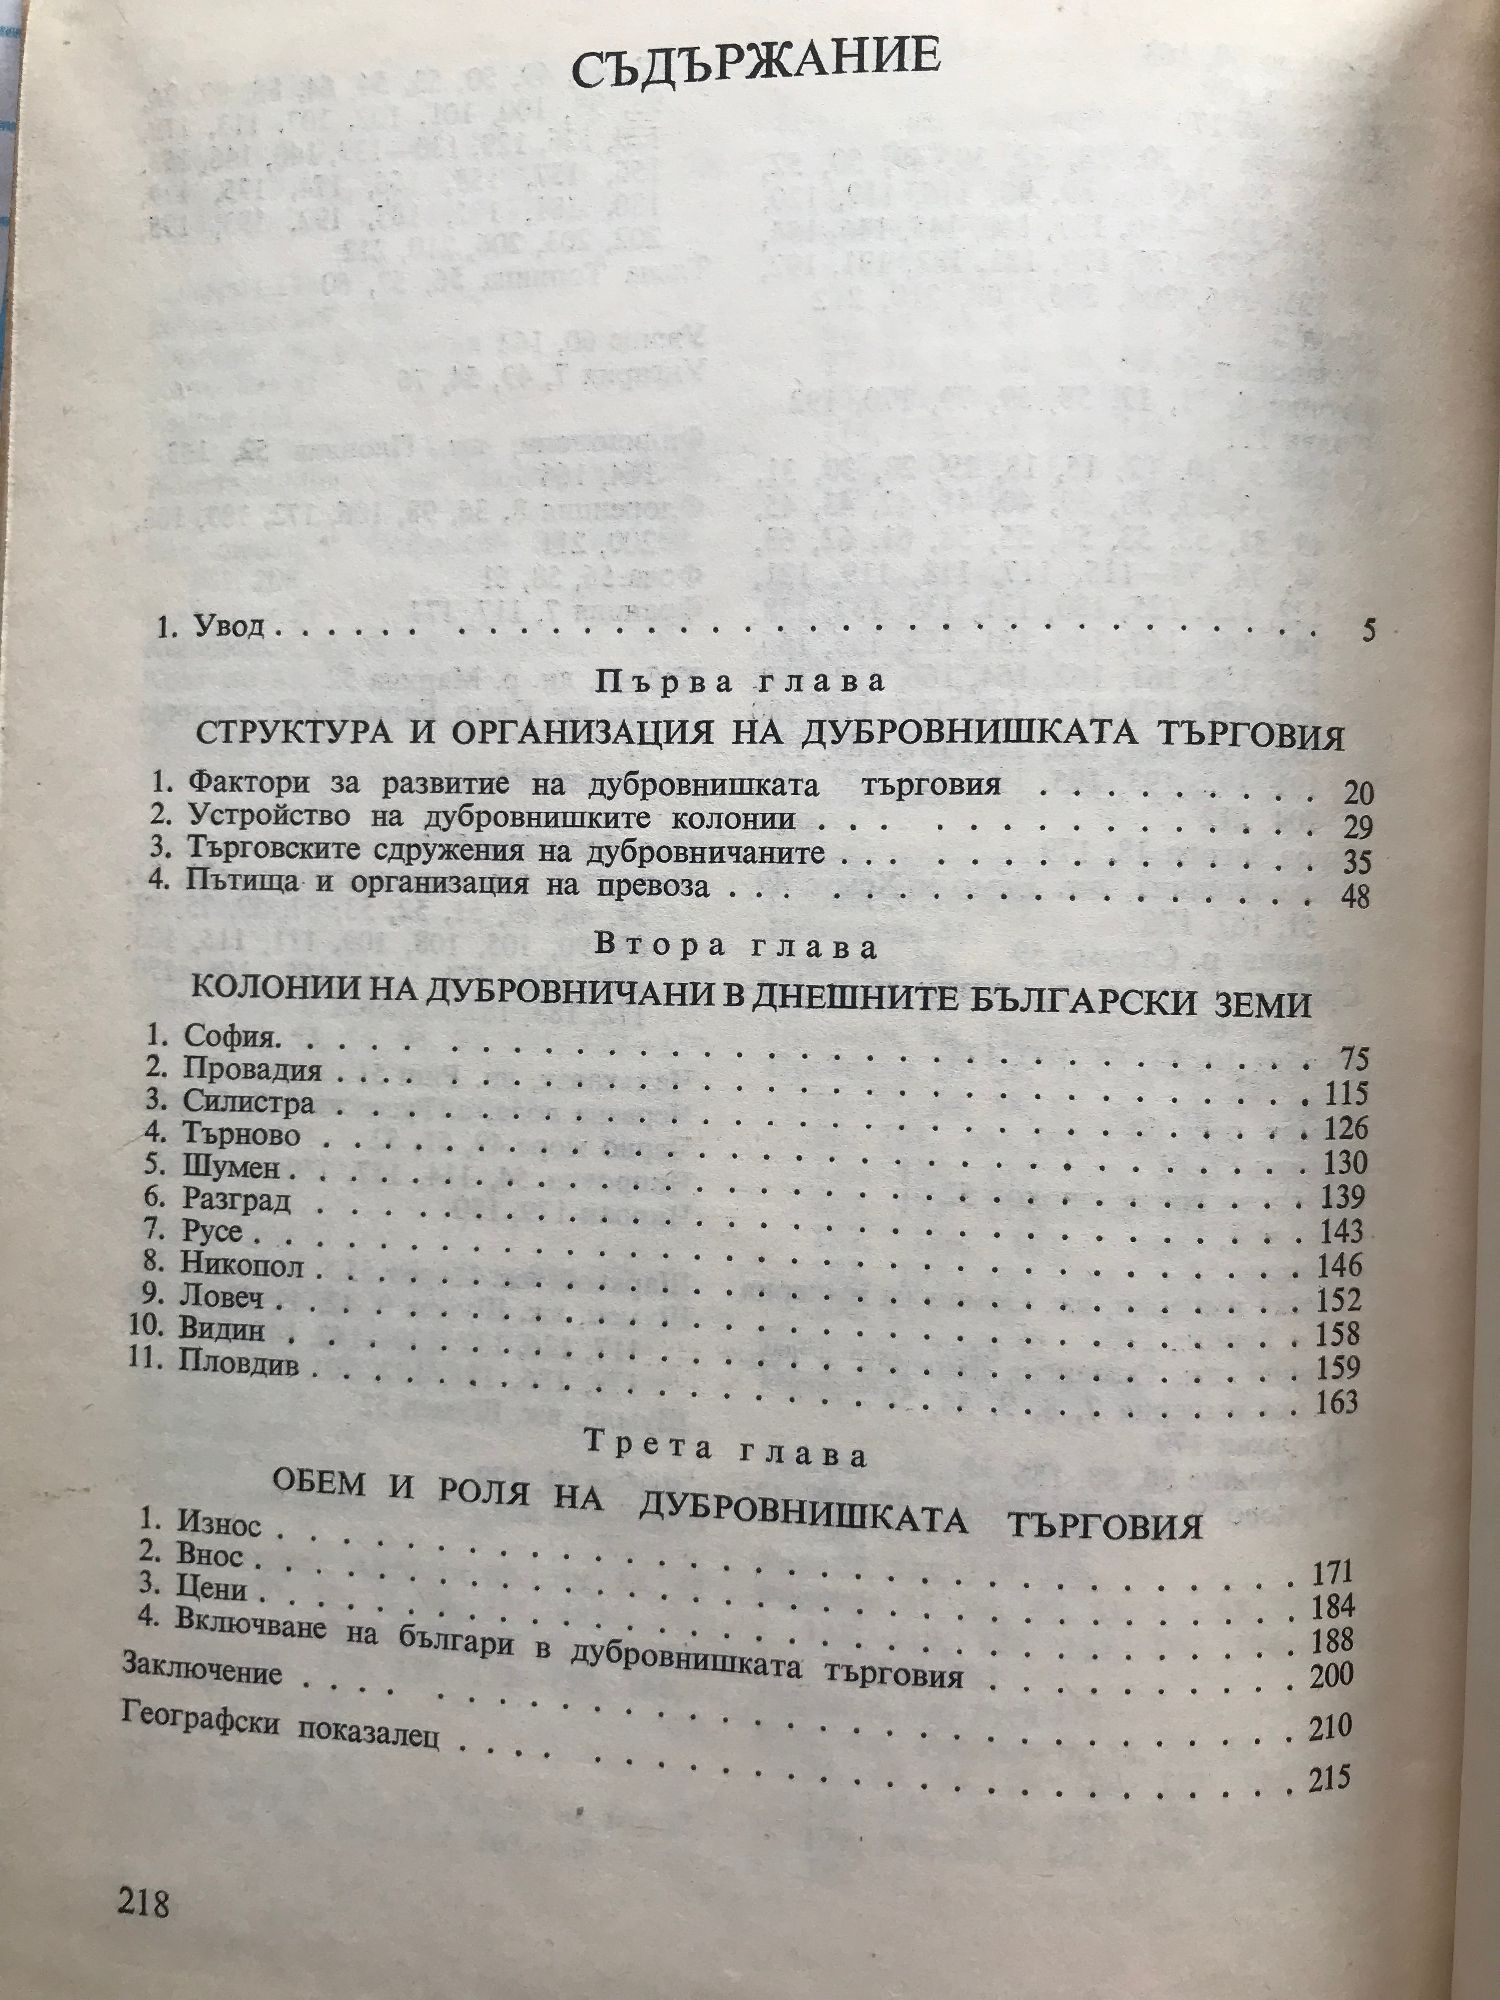 СЪДЪРЖАНИЕ
1. Увод . . . . . . . . . . . . . . . . . . . . . . . . . . . . . . 5
Първа глава
СТРУКТУРА И ОРГАНИЗАЦИЯ НА ДУБРОВНИШКАТА ТЪРГОВИЯ
1. Фактори за развитие на дубровнишката търговия . . . . . . . . . 20
2. Устройство на дубровнишките колонии . . . . . . . . . . . . . . 29
3. Търговските сдружения на дубровничаните . . . . . . . . . . . . . 35
4. Пътища и организация на превоза . . . . . . . . . . . . . . . . 48
Втора глава
КОЛОНИИ НА ДУБРОВНИЧАНИ В ДНЕШНИТЕ БЪЛГАРСКИ ЗЕМИ
1. София. . . . . . . . . . . . . . . . . . . . . . . . . . . . 75
2. Провадия . . . . . . . . . . . . . . . . . . . . . . . . . . 115
3. Силистра . . . . . . . . . . . . . . . . . . . . . . . . . . 126
4. Търново . . . . . . . . . . . . . . . . . . . . . . . . . . 130
5. Шумен . . . . . . . . . . . . . . . . . . . . . . . . . . . 139
6. Разград . . . . . . . . . . . . . . . . . . . . . . . . . . 143
7. Русе . . . . . . . . . . . . . . . . . . . . . . . . . . . . 146
8. Никопол . . . . . . . . . . . . . . . . . . . . . . . . . . 152
9. Ловеч . . . . . . . . . . . . . . . . . . . . . . . . . . . 158
10. Видин . . . . . . . . . . . . . . . . . . . . . . . . . . . 159
11. Пловдив . . . . . . . . . . . . . . . . . . . . . . . . . . 163
Трета глава
ОБЕМ И РОЛЯ НА ДУБРОВНИШКАТА ТЪРГОВИЯ
1. Износ . . . . . . . . . . . . . . . . . . . . . . . . . . . 171
2. Внос . . . . . . . . . . . . . . . . . . . . . . . . . . . . 184
3. Цени . . . . . . . . . . . . . . . . . . . . . . . . . . . . 188
4. Включване на българи в дубровнишката търговия . . . . . . . . . 200
Заключение . . . . . . . . . . . . . . . . . . . . . . . . . . 210
Географски показалец . . . . . . . . . . . . . . . . . . . . . 215
218